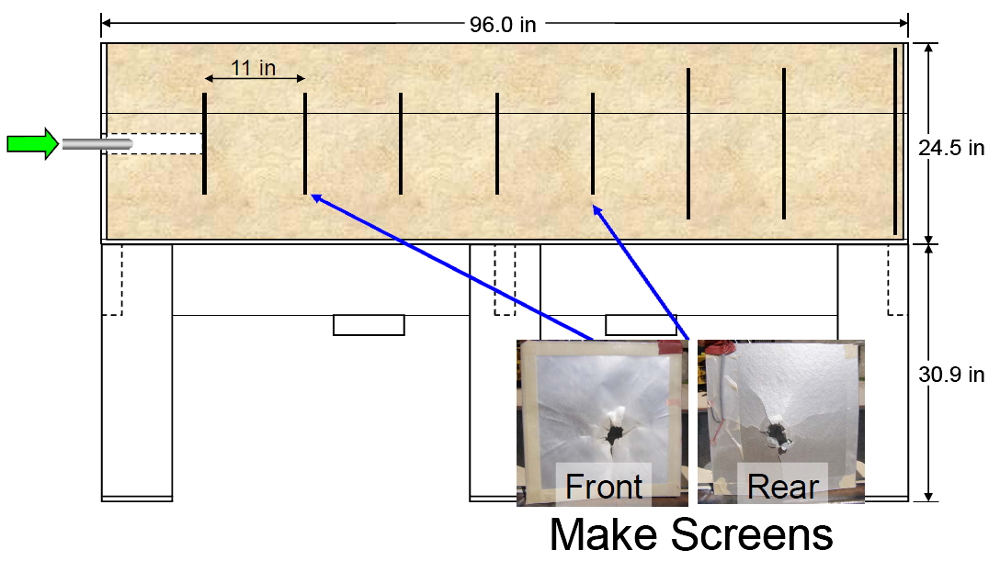 96.0 in
11 in
24.5 in
30.9 in
Front
Rear
Make Screens